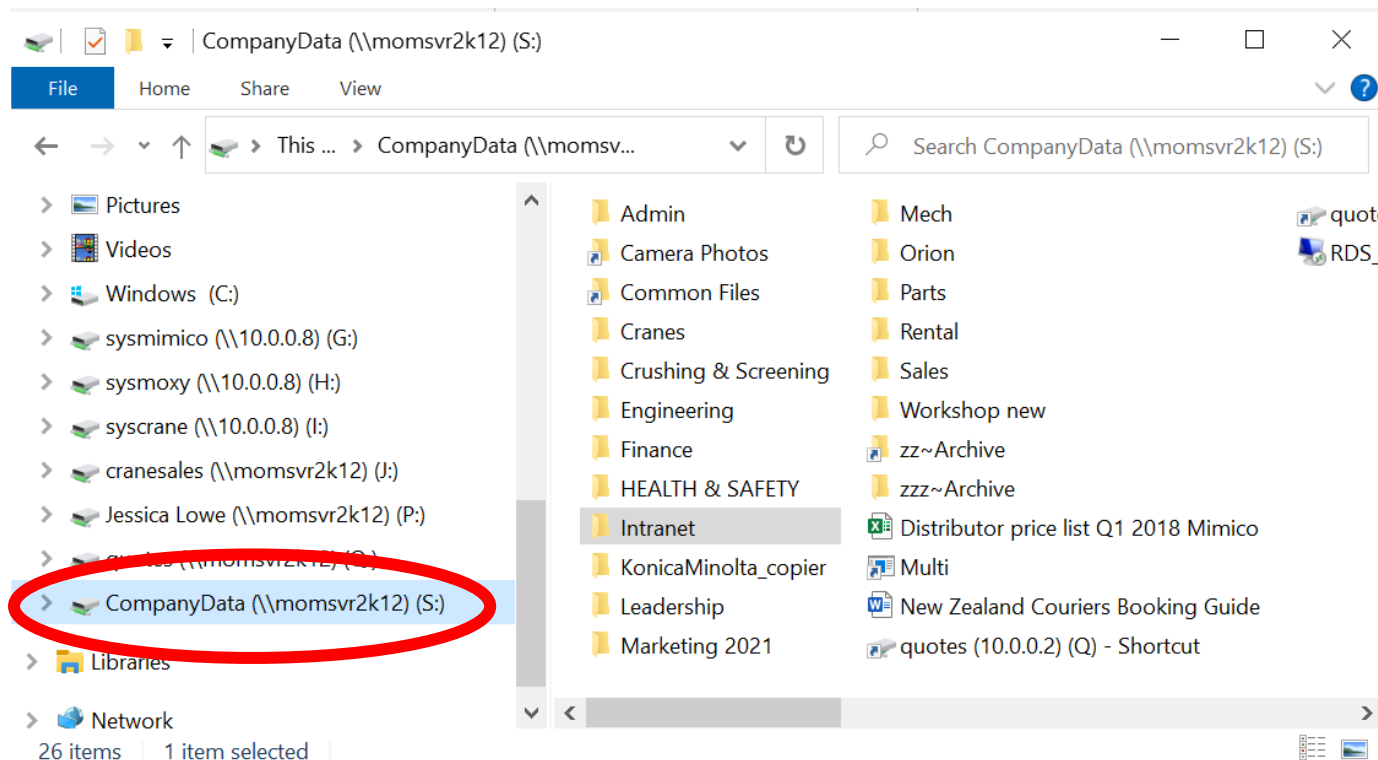 CompanyData (\\momsvr2k12) (S:)
File Home Share View
This ... CompanyData (\\momsv...
Search CompanyData (\\momsvr2k12) (S:)
Pictures
Videos
Windows (C:)
sysmimico (\\10.0.0.8) (G:)
sysmoxy (\\10.0.0.8) (H:)
syscrane (\\10.0.0.8) (I:)
cranesales (\\momsvr2k12) (J:)
Jessica Lowe (\\momsvr2k12) (P:)
quotes (\\momsvr2k12) (Q:)
CompanyData (\\momsvr2k12) (S:)
Libraries
Network
Admin
Camera Photos
Common Files
Cranes
Crushing & Screening
Engineering
Finance
HEALTH & SAFETY
Intranet
KonicaMinolta_copier
Leadership
Marketing 2021
Mech
Orion
Parts
Rental
Sales
Workshop new
zz~Archive
zzz~Archive
Distributor price list Q1 2018 Mimico
Multi
New Zealand Couriers Booking Guide
quotes (10.0.0.2) (Q) - Shortcut
RDS_
26 items 1 item selected